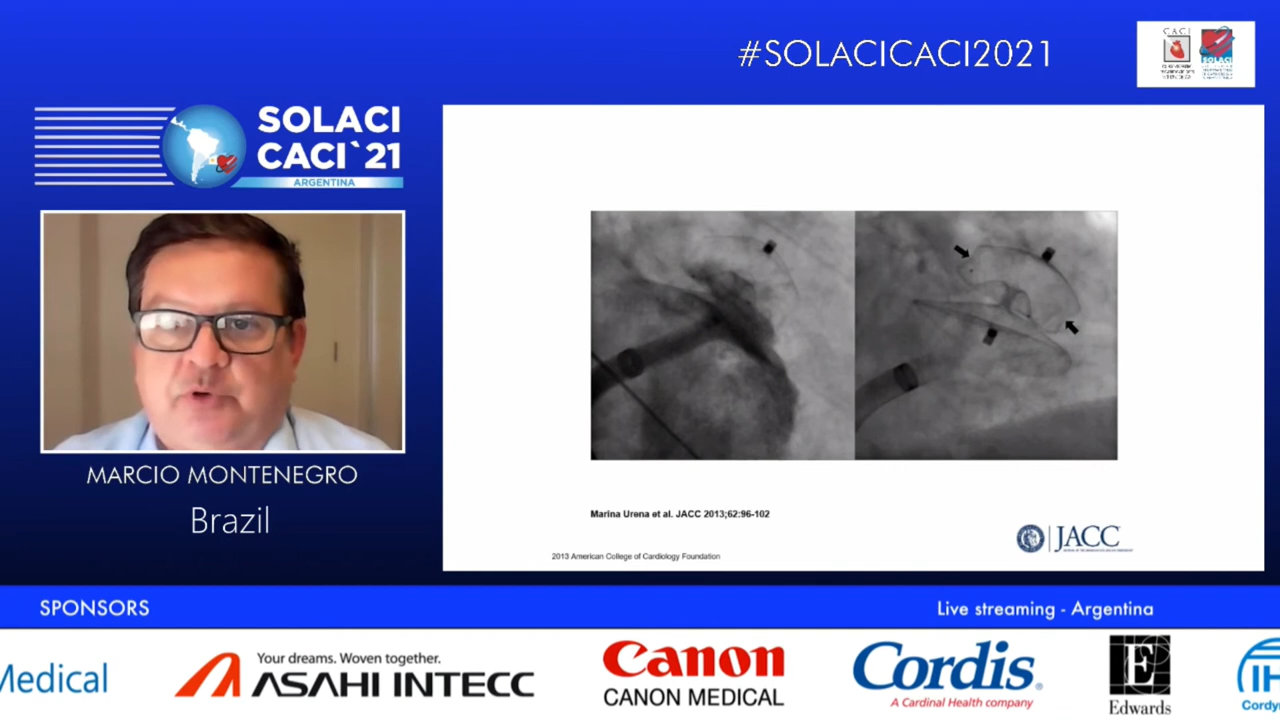 #SOLACICACI2021
C.A.C.I
SOLACI
SOLACI
CACI`21
ARGENTINA
MARCIO MONTENEGRO
Brazil
Marina Urena et al. JACC 2013;62:96-102
JACC
2013 American College of Cardiology Foundation
SPONSORS
Live streaming - Argentina
Medical
Your dreams. Woven together.
ASAHI INTECC
Canon
CANON MEDICAL
Cordis®
A Cardinal Health company
E
Edwards